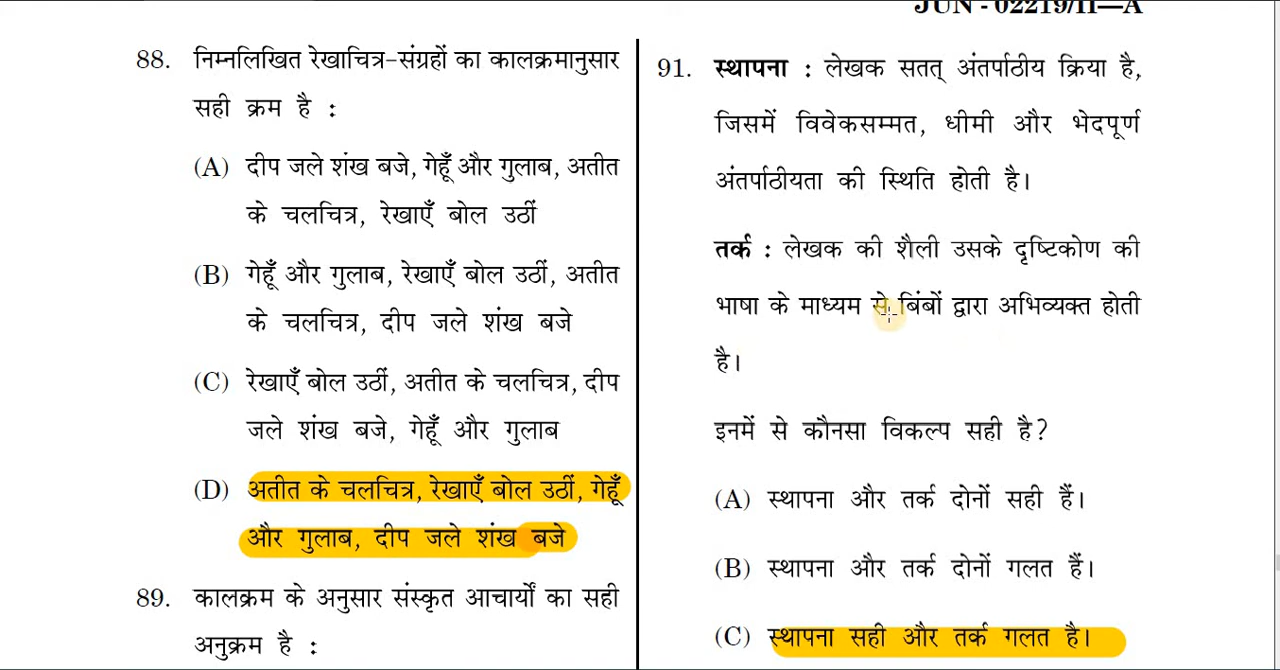 JUN - 02219/II—A
88. निम्नलिखित रेखाचित्र-संग्रहों का कालक्रमानुसार
सही क्रम है :
(A) दीप जले शंख बजे, गेहूँ और गुलाब, अतीत
के चलचित्र, रेखाएँ बोल उठीं
(B) गेहूँ और गुलाब, रेखाएँ बोल उठीं, अतीत
के चलचित्र, दीप जले शंख बजे
(C) रेखाएँ बोल उठीं, अतीत के चलचित्र, दीप
जले शंख बजे, गेहूँ और गुलाब
(D) अतीत के चलचित्र, रेखाएँ बोल उठीं, गेहूँ
और गुलाब, दीप जले शंख बजे
89. कालक्रम के अनुसार संस्कृत आचार्यों का सही
अनुक्रम है :
91. स्थापना : लेखक सतत् अंतर्पाठीय क्रिया है,
जिसमें विवेकसम्मत, धीमी और भेदपूर्ण
अंतर्पाठीयता की स्थिति होती है।
तर्क : लेखक की शैली उसके दृष्टिकोण की
भाषा के माध्यम से बिंबों द्वारा अभिव्यक्त होती
है।
इनमें से कौनसा विकल्प सही है?
(A) स्थापना और तर्क दोनों सही हैं।
(B) स्थापना और तर्क दोनों गलत हैं।
(C) स्थापना सही और तर्क गलत है।